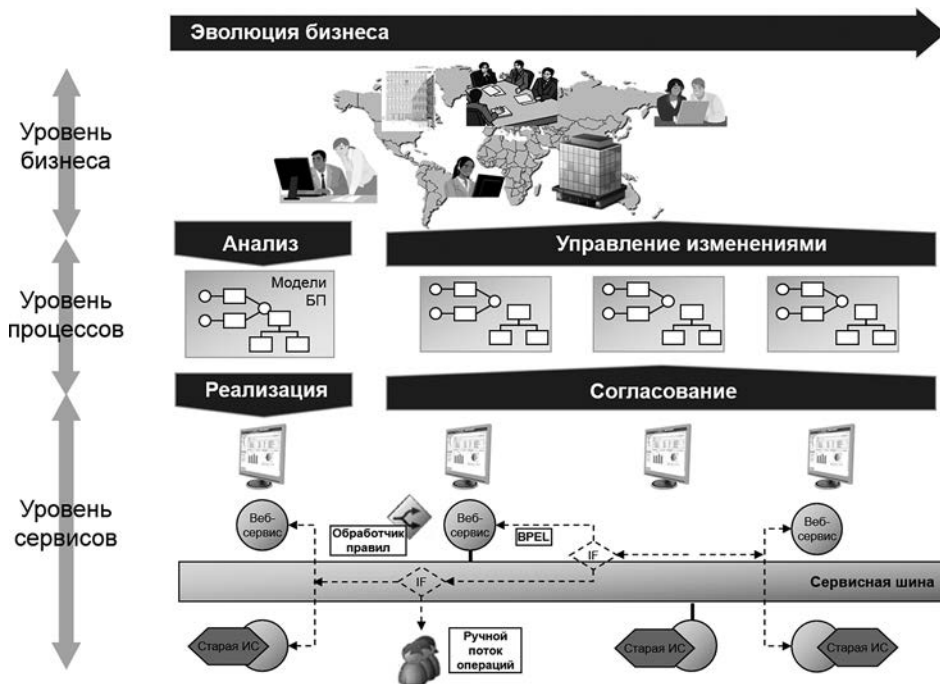 Эволюция бизнеса
Уровень
бизнеса
Анализ
Управление изменениями
Уровень
процессов
Модели
БП
Реализация
Согласование
Уровень
сервисов
Веб-
сервис
Обработчик
правил
Веб-
сервис
BPEL
IF
Веб-
сервис
IF
Сервисная шина
Старая ИС
Ручной
поток
операций
Старая ИС
Старая ИС